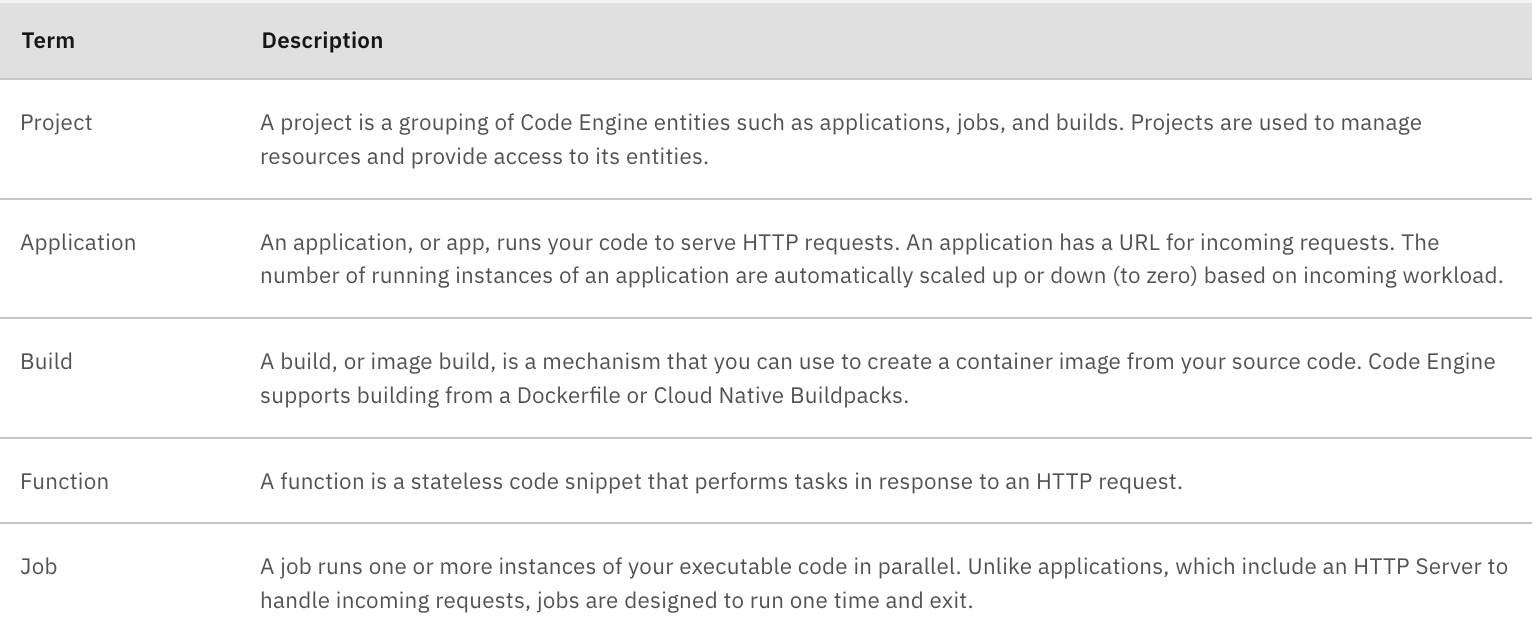 Term Description
Project A project is a grouping of Code Engine entities such as applications, jobs, and builds. Projects are used to manage
resources and provide access to its entities.
Application An application, or app, runs your code to serve HTTP requests. An application has a URL for incoming requests. The
number of running instances of an application are automatically scaled up or down (to zero) based on incoming workload.
Build A build, or image build, is a mechanism that you can use to create a container image from your source code. Code Engine
supports building from a Dockerfile or Cloud Native Buildpacks.
Function A function is a stateless code snippet that performs tasks in response to an HTTP request.
Job A job runs one or more instances of your executable code in parallel. Unlike applications, which include an HTTP Server to
handle incoming requests, jobs are designed to run one time and exit.